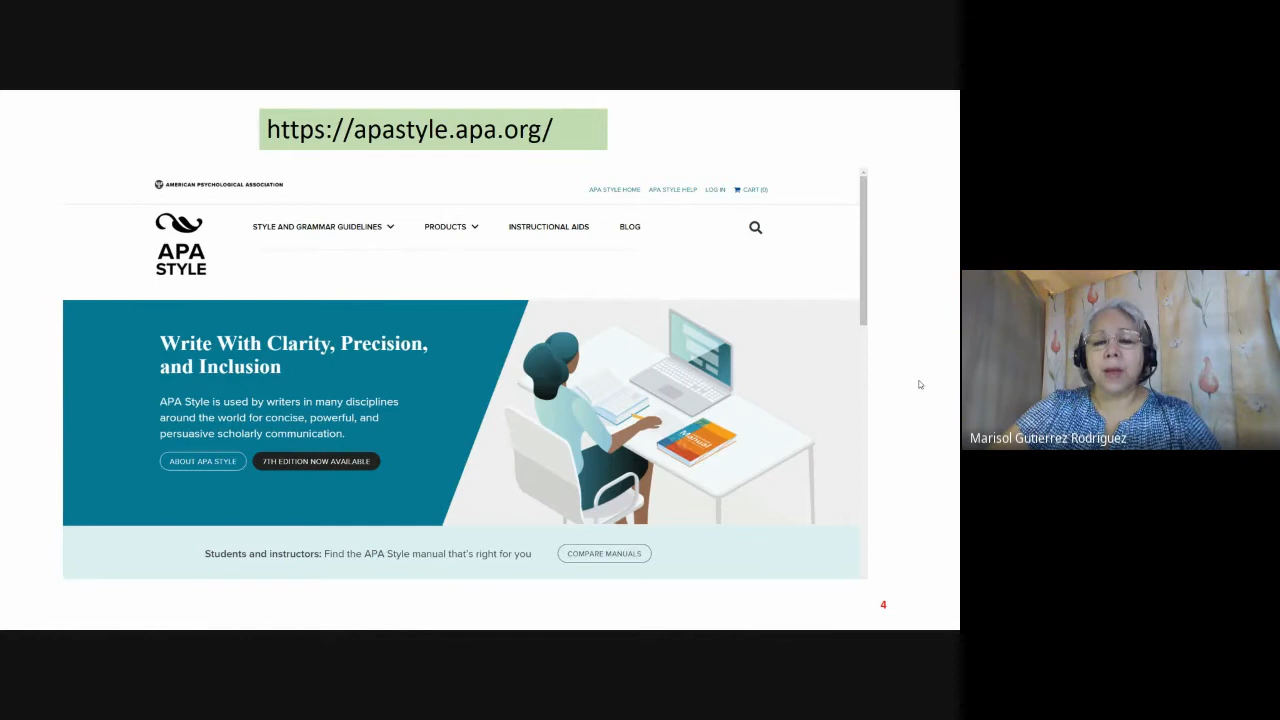 https://apastyle.apa.org/
AMERICAN PSYCHOLOGICAL ASSOCIATION
APA STYLE HOME APA STYLE HELP LOG IN CART (0)
APA
STYLE
STYLE AND GRAMMAR GUIDELINES PRODUCTS INSTRUCTIONAL AIDS BLOG
Write With Clarity, Precision,
and Inclusion
APA Style is used by writers in many disciplines
around the world for concise, powerful, and
persuasive scholarly communication.
ABOUT APA STYLE 7TH EDITION NOW AVAILABLE
Manual
Students and instructors: Find the APA Style manual that's right for you COMPARE MANUALS
4
Marisol Gutierrez Rodriguez